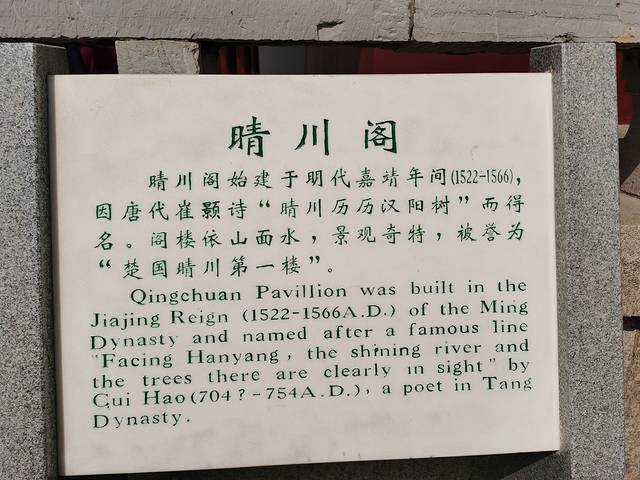 晴川阁
晴川阁始建于明代嘉靖年间(1522-1566)，
因唐代崔颢诗“晴川历历汉阳树”而得
名。阁楼依山面水，景观奇特，被誉为
“楚国晴川第一楼”。
Qingchuan Pavillion was built in the
Jiajing Reign (1522-1566A.D.) of the Ming
Dynasty and named after a famous line
"Facing Hanyang, the shining river and
the trees there are clearly in sight" by
Cui Hao(704?-754A.D.), a poet in Tang
Dynasty.